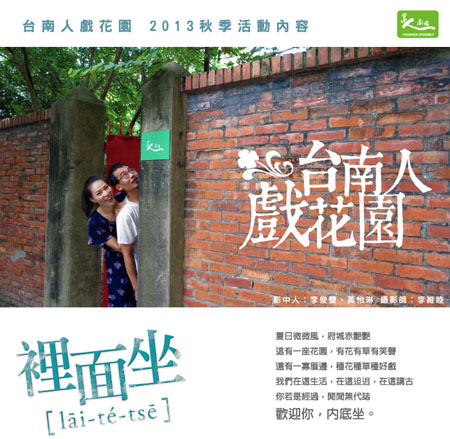 台南人戲花園 2013秋季活動內容
台南人
戲花園
影中人：李俊璺、黃怡琳 攝影師：李維睦
裡面坐
[lāi-té-tsē]
夏日微微風，府城赤艷艷
這有一座花園，有花有草有笑聲
還有一寡厝邊，種花種草種好戲
我們在這生活，在這迌迌，在這講古
你若是經過，閒閒無代誌
歡迎你，內底坐。